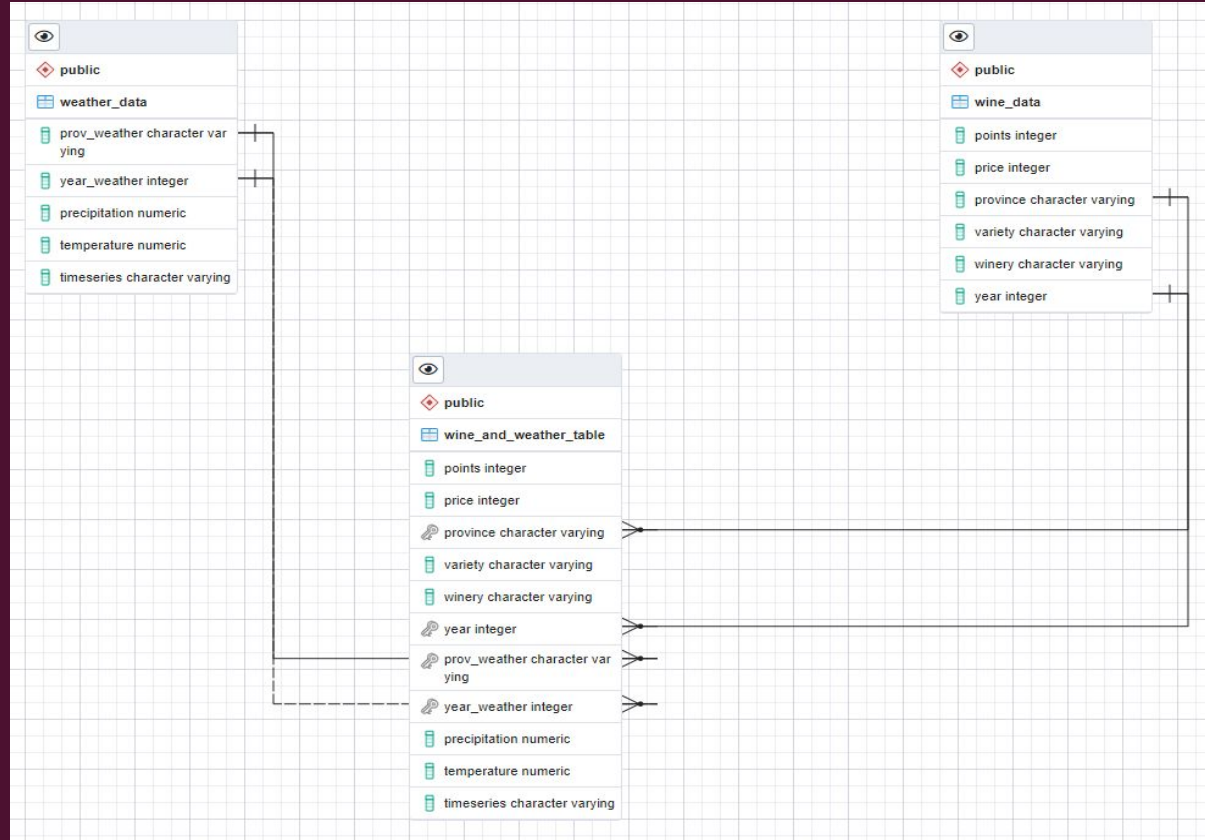 public
weather_data
prov_weather character var
ying
year_weather integer
precipitation numeric
temperature numeric
timeseries character varying
public
wine_data
points integer
price integer
province character varying
variety character varying
winery character varying
year integer
public
wine_and_weather_table
points integer
price integer
province character varying
variety character varying
winery character varying
year integer
prov_weather character var
ying
year_weather integer
precipitation numeric
temperature numeric
timeseries character varying